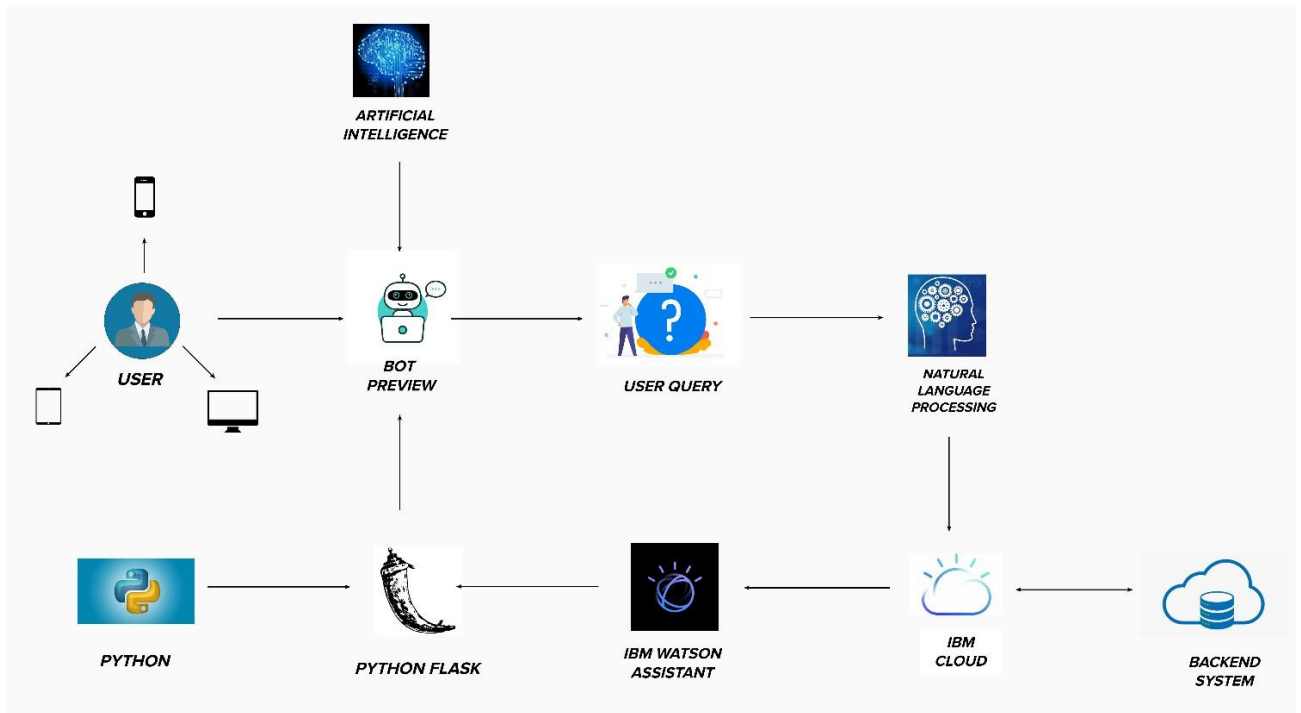 ARTIFICIAL
INTELLIGENCE
USER
BOT
PREVIEW
USER QUERY
NATURAL
LANGUAGE
PROCESSING
PYTHON
PYTHON FLASK
IBM WATSON
ASSISTANT
IBM
CLOUD
BACKEND
SYSTEM